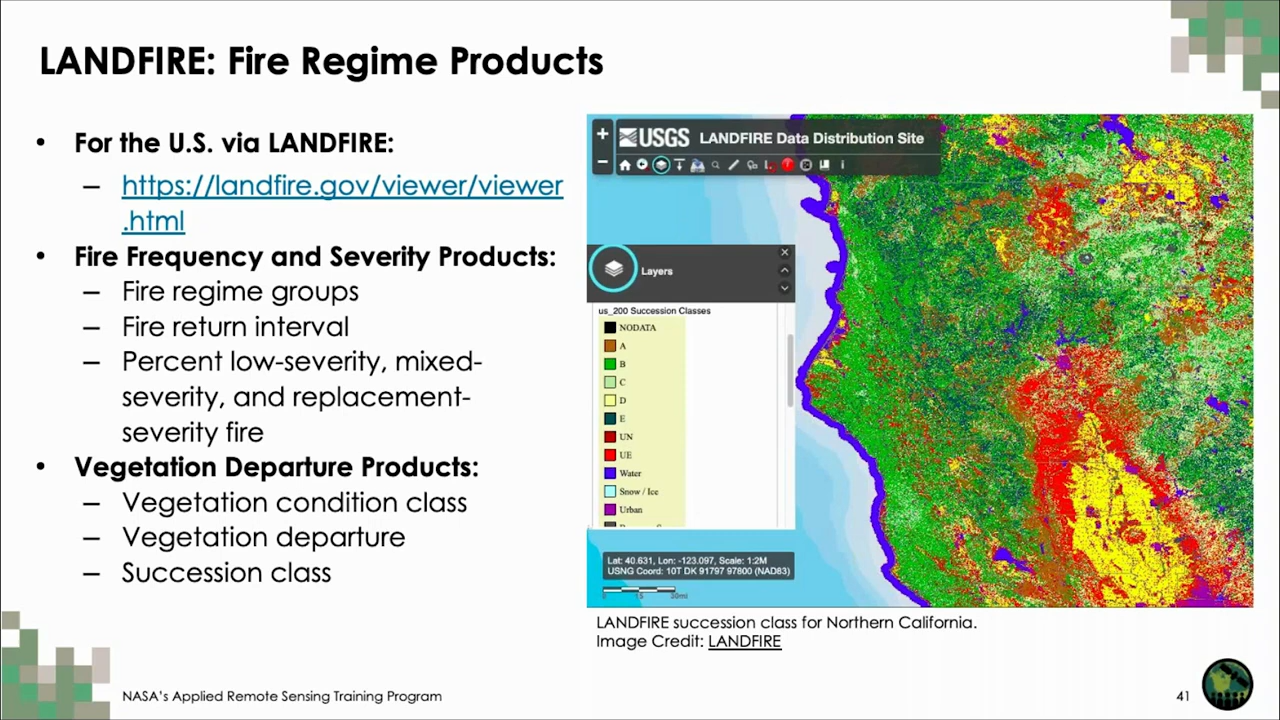 LANDFIRE: Fire Regime Products
• For the U.S. via LANDFIRE:
– https://landfire.gov/viewer/viewer
.html
• Fire Frequency and Severity Products:
– Fire regime groups
– Fire return interval
– Percent low-severity, mixed-
severity, and replacement-
severity fire
• Vegetation Departure Products:
– Vegetation condition class
– Vegetation departure
– Succession class
USGS LANDFIRE Data Distribution Site
Layers
us_200 Succession Classes
NODATA
A
B
C
D
E
UN
UE
Water
Snow / Ice
Urban
Lat: 40.631, Lon: -123.097, Scale: 1:2M
USNG Coord: 10T DK 91797 97800 (NAD83)
0 15 30mi
LANDFIRE succession class for Northern California.
Image Credit: LANDFIRE
NASA's Applied Remote Sensing Training Program
41